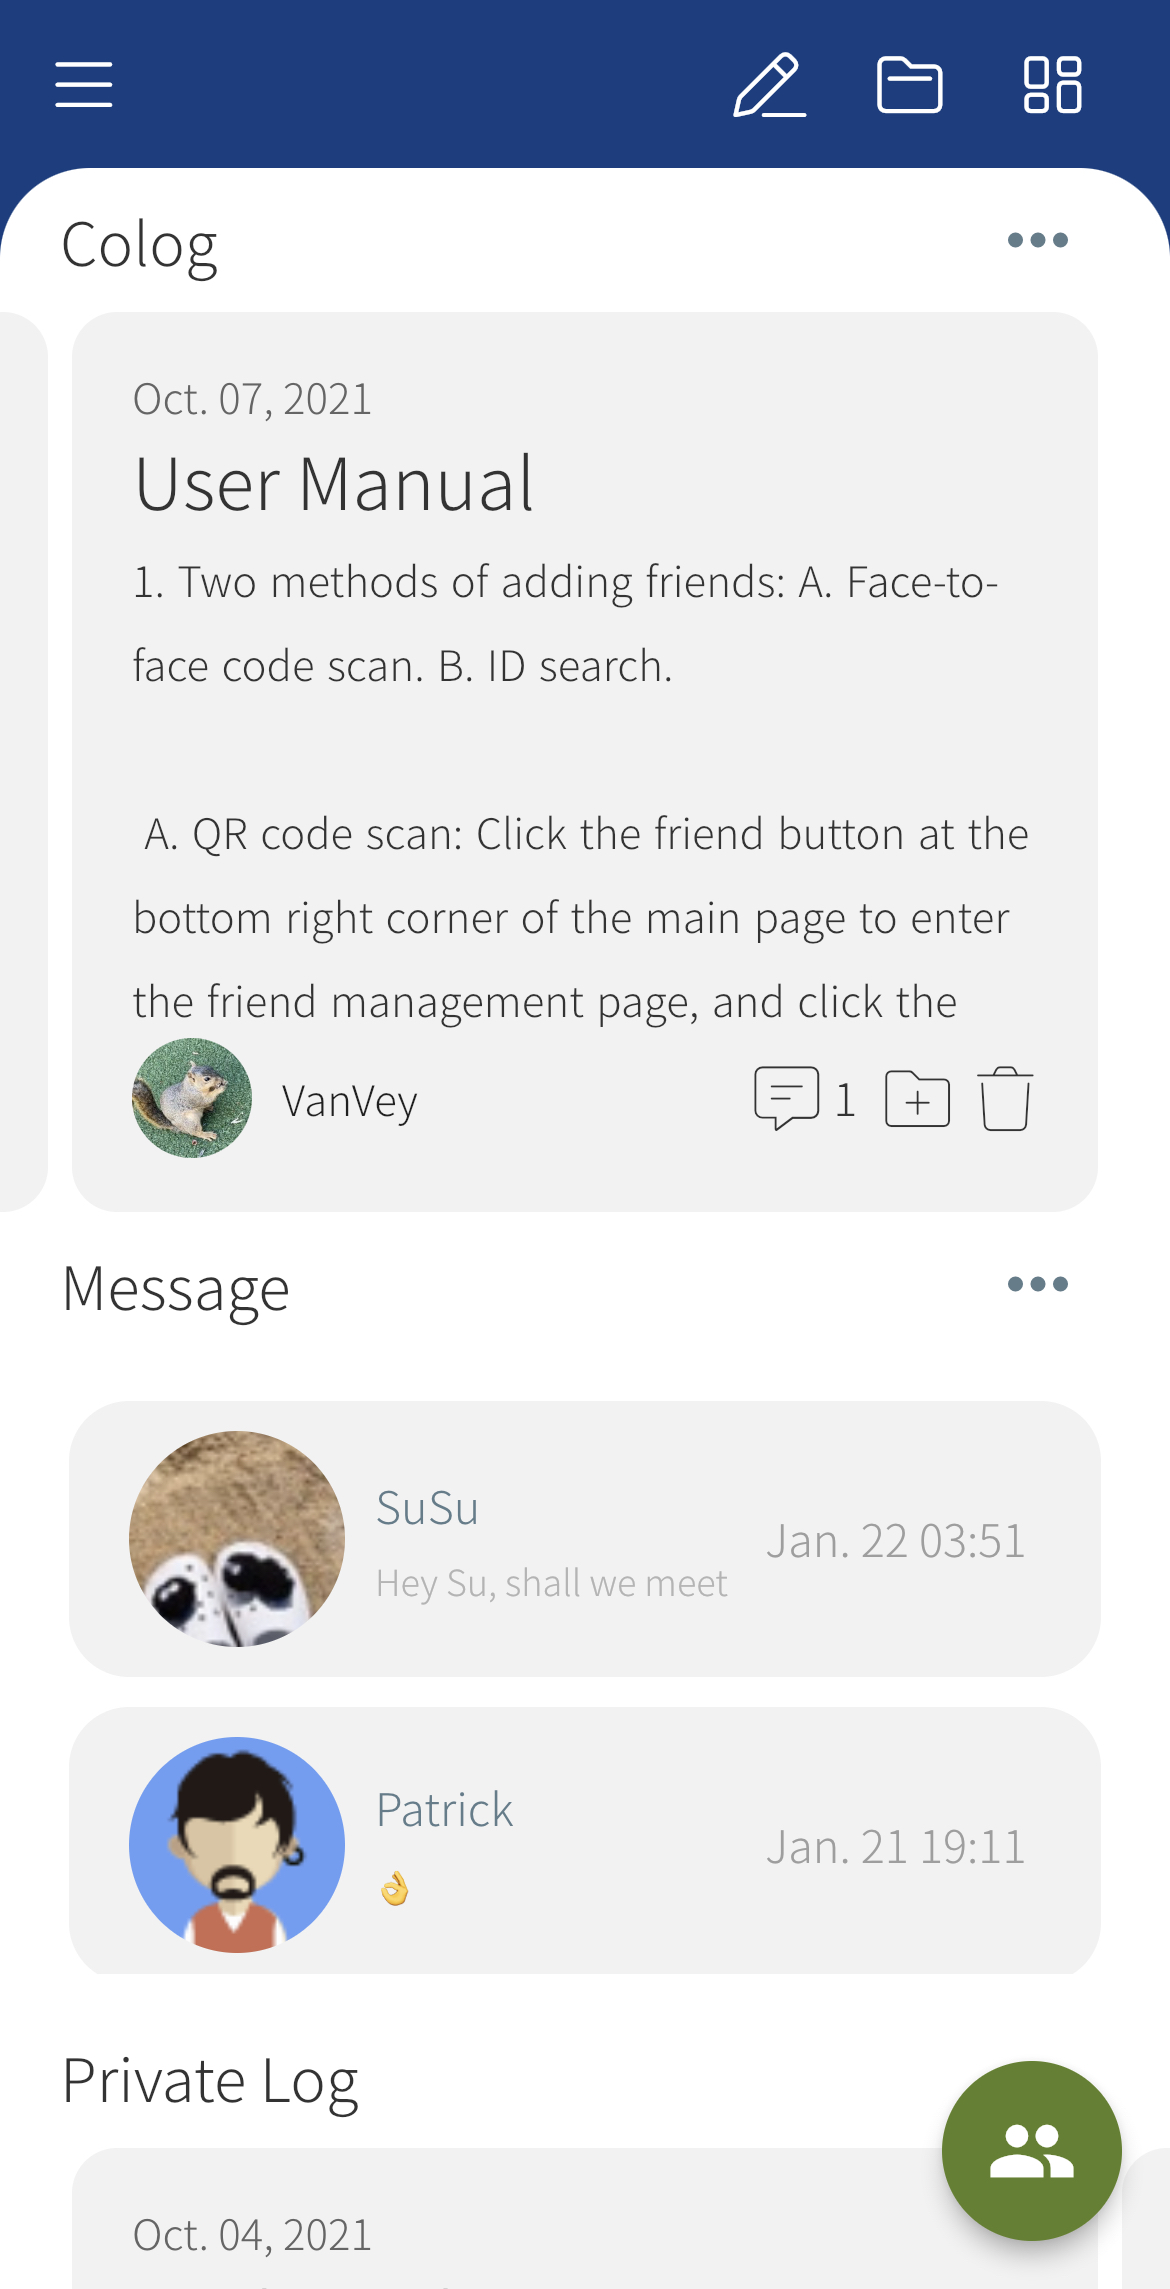 Colog
Oct. 07, 2021
User Manual
1. Two methods of adding friends: A. Face-to-
face code scan. B. ID search.
A. QR code scan: Click the friend button at the
bottom right corner of the main page to enter
the friend management page, and click the
VanVey
1
Message
SuSu
Hey Su, shall we meet
Jan. 22 03:51
Patrick
👌
Jan. 21 19:11
Private Log
Oct. 04, 2021